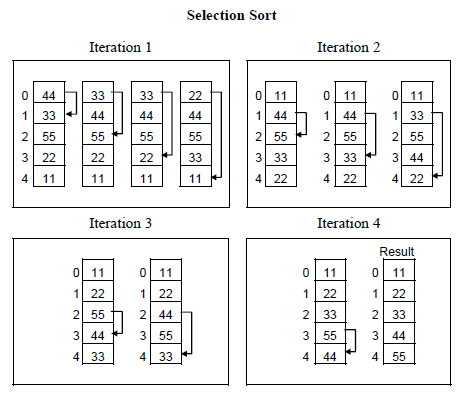 Selection Sort
Iteration 1
Iteration 2
0 44 33 33 22
1 33 44 44 44
2 55 55 55 55
3 22 22 22 33
4 11 11 11 11
0 11 0 11 0 11
1 44 1 44 1 33
2 55 2 55 2 55
3 33 3 33 3 44
4 22 4 22 4 22
Iteration 3
Iteration 4
0 11 0 11
1 22 1 22
2 55 2 44
3 44 3 55
4 33 4 33
Result
0 11 0 11
1 22 1 22
2 33 2 33
3 55 3 44
4 44 4 55